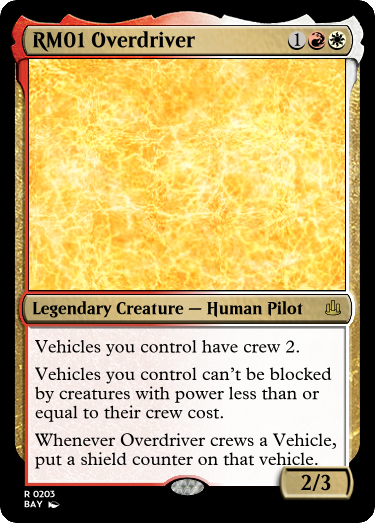 RM01 Overdriver
1
Legendary Creature — Human Pilot
Vehicles you control have crew 2.
Vehicles you control can't be blocked
by creatures with power less than or
equal to their crew cost.
Whenever Overdriver crews a Vehicle,
put a shield counter on that vehicle.
2/3
R 0203
BAY